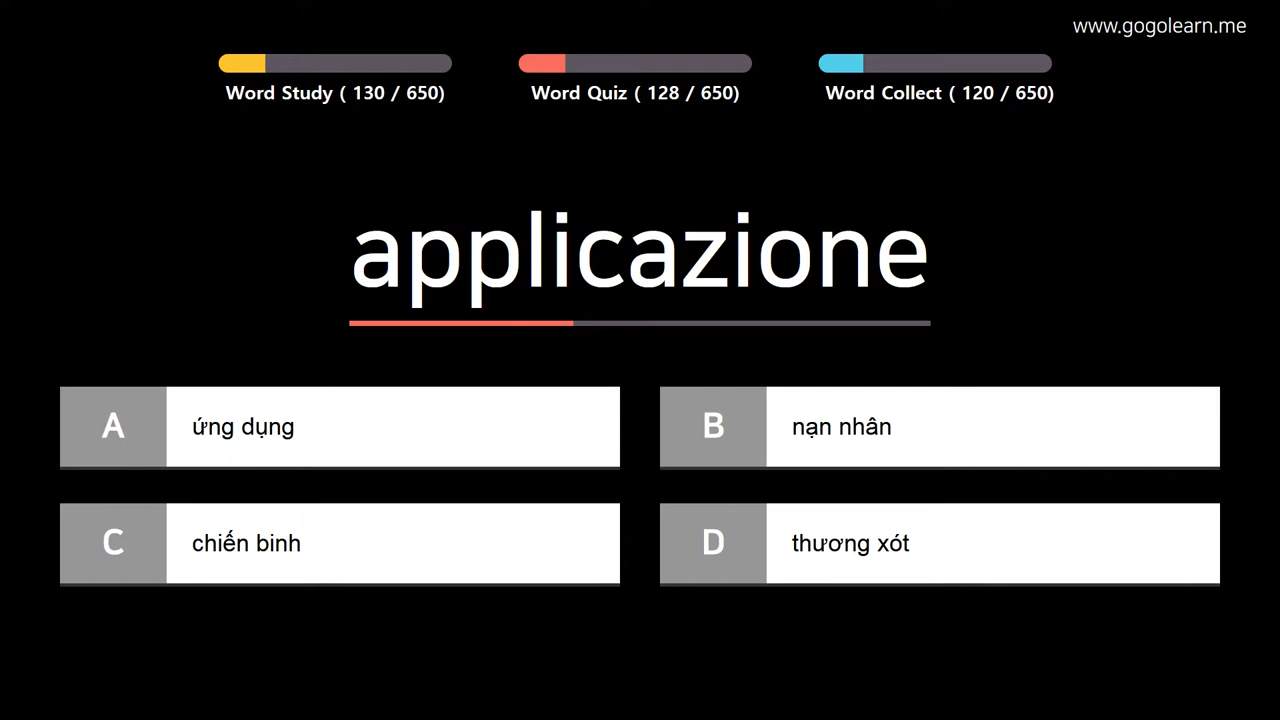 www.gogolearn.me
Word Study ( 130 / 650)
Word Quiz ( 128 / 650)
Word Collect ( 120 / 650)
applicazione
A
ứng dụng
B
nạn nhân
C
chiến binh
D
thương xót